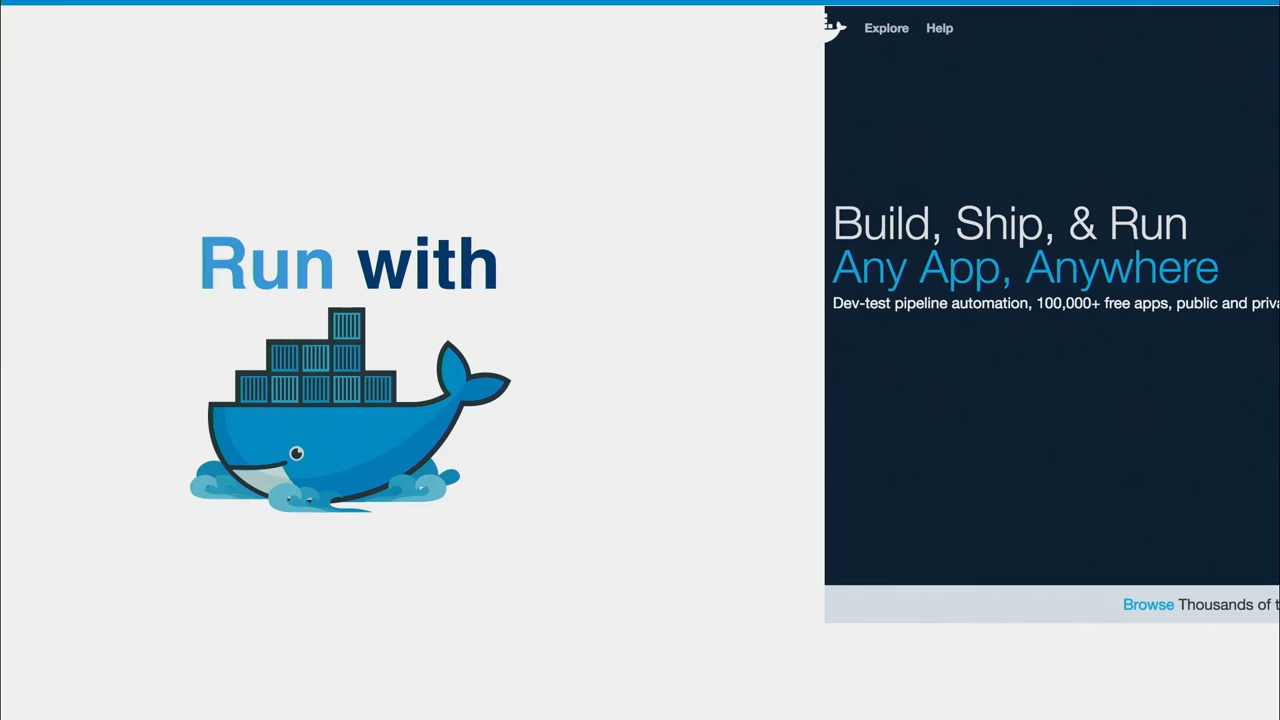 Run with
Explore Help
Build, Ship, & Run
Any App, Anywhere
Dev-test pipeline automation, 100,000+ free apps, public and
Browse Thousands of